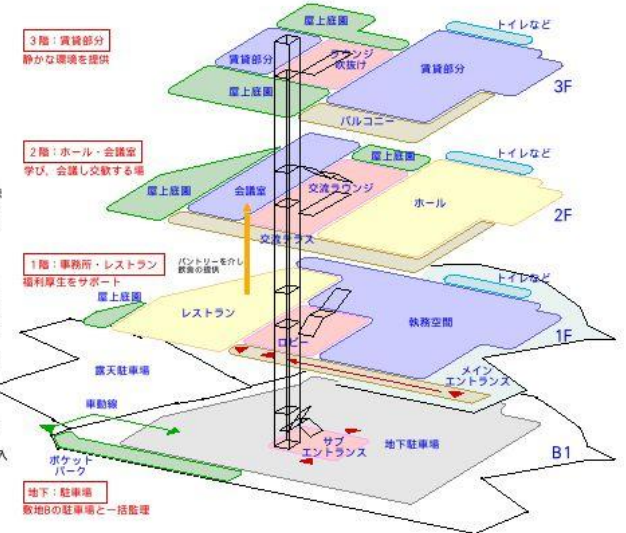 屋上庭園
トイレなど
3階：賃貸部分
静かな環境を提供
賃貸部分
ラウンジ
吹抜け
賃貸部分
屋上庭園
3F
バルコニー
2階：ホール・会議室
学び，会議し交歓する場
屋上庭園
トイレなど
屋上庭園
会議室
交流ラウンジ
ホール
2F
交流テラス
1階：事務所・レストラン
福利厚生をサポート
パントリーを介し
飲食の提供
屋上庭園
トイレなど
レストラン
執務空間
ロビー
1F
露天駐車場
メイン
エントランス
車動線
サブ
エントランス
地下駐車場
入
ポケット
パーク
B1
地下：駐車場
敷地Bの駐車場と一括監理